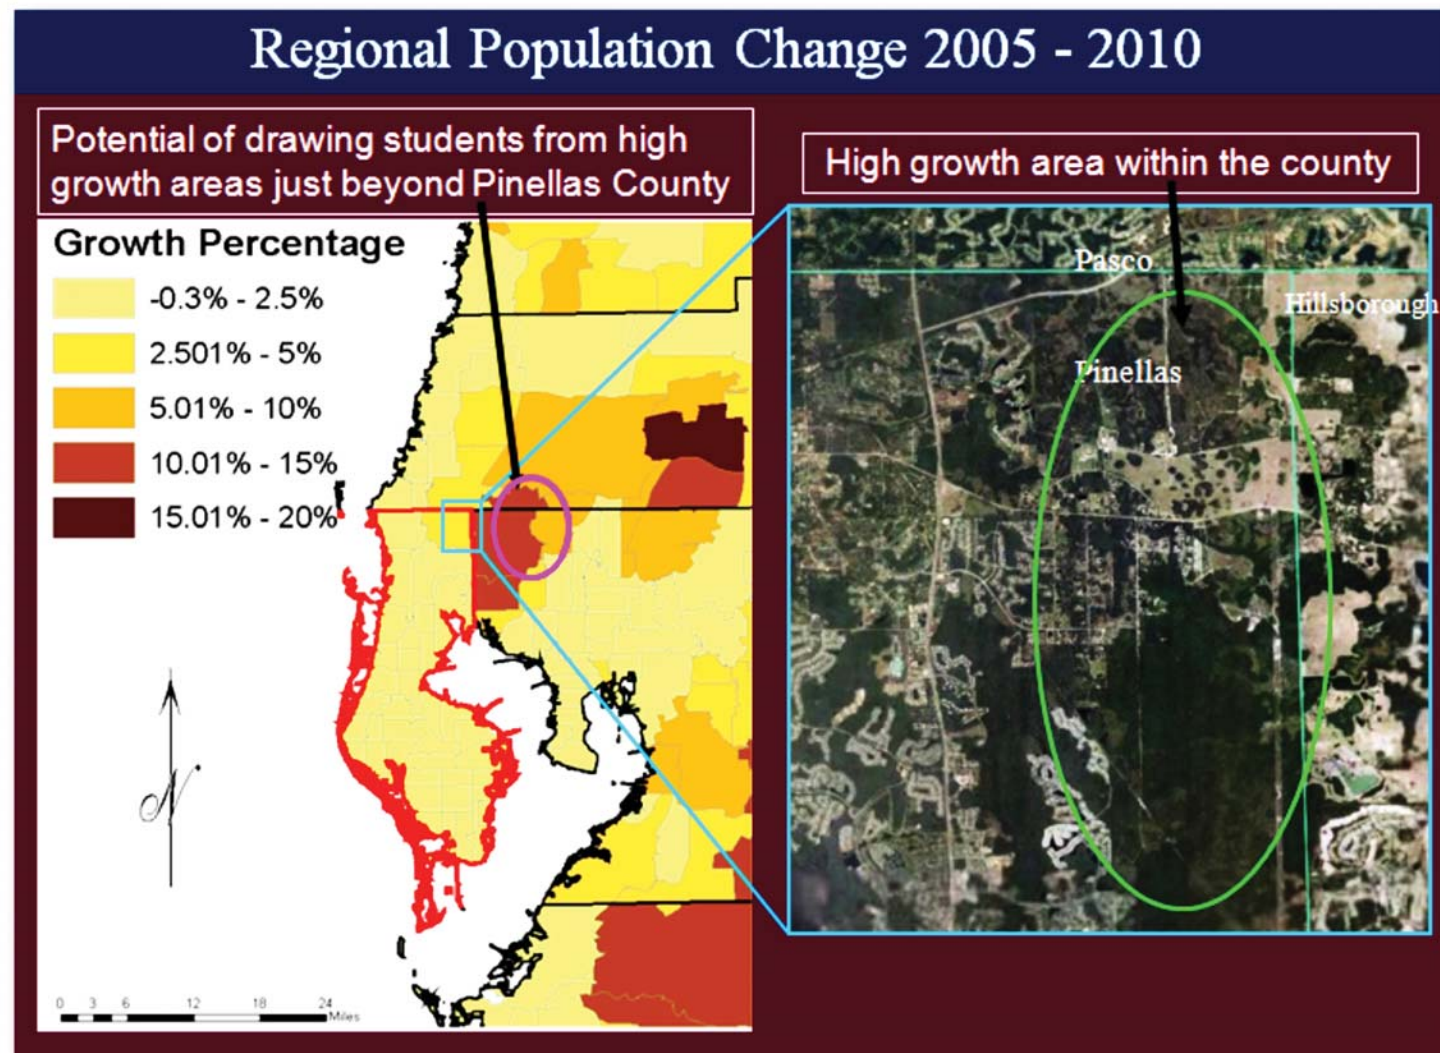 Regional Population Change 2005 - 2010
Potential of drawing students from high
growth areas just beyond Pinellas County
High growth area within the county
Growth Percentage
-0.3% - 2.5%
2.501% - 5%
5.01% - 10%
10.01% - 15%
15.01% - 20%
N
0 3 6 12 18 24
Miles
Pasco
Hillsborough
Pinellas